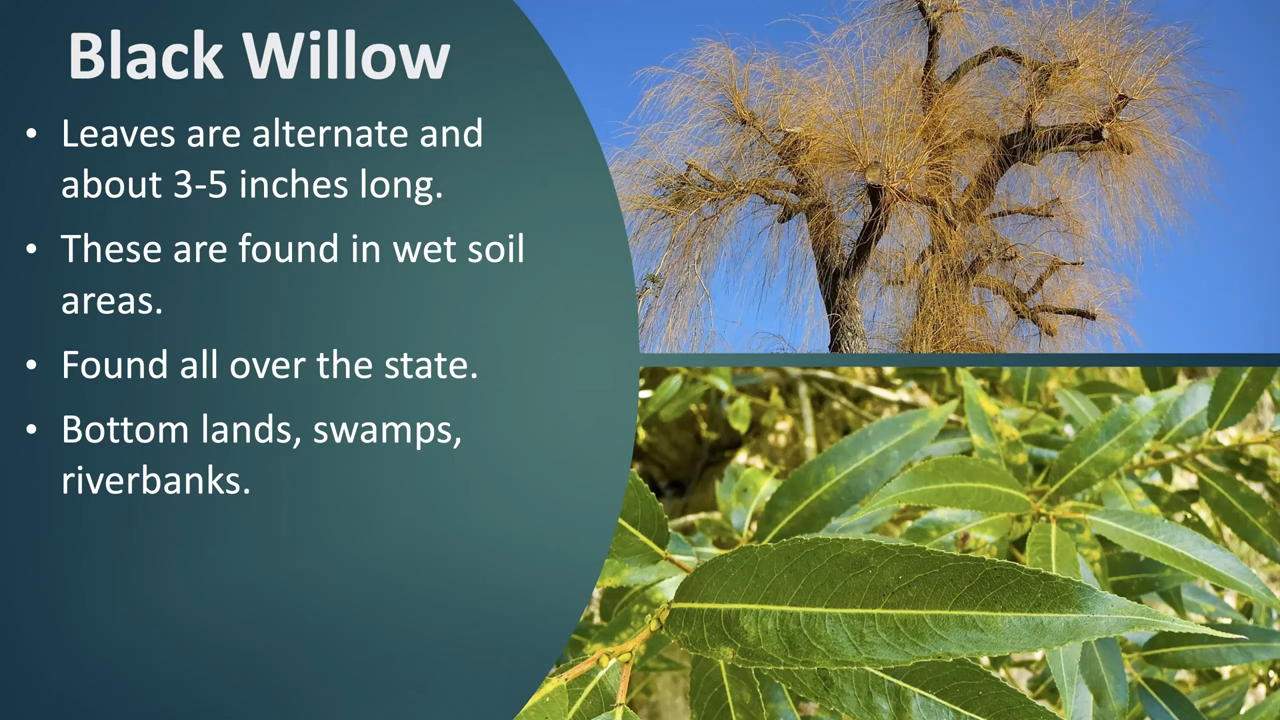 Black Willow
• Leaves are alternate and
about 3-5 inches long.
• These are found in wet soil
areas.
• Found all over the state.
• Bottom lands, swamps,
riverbanks.